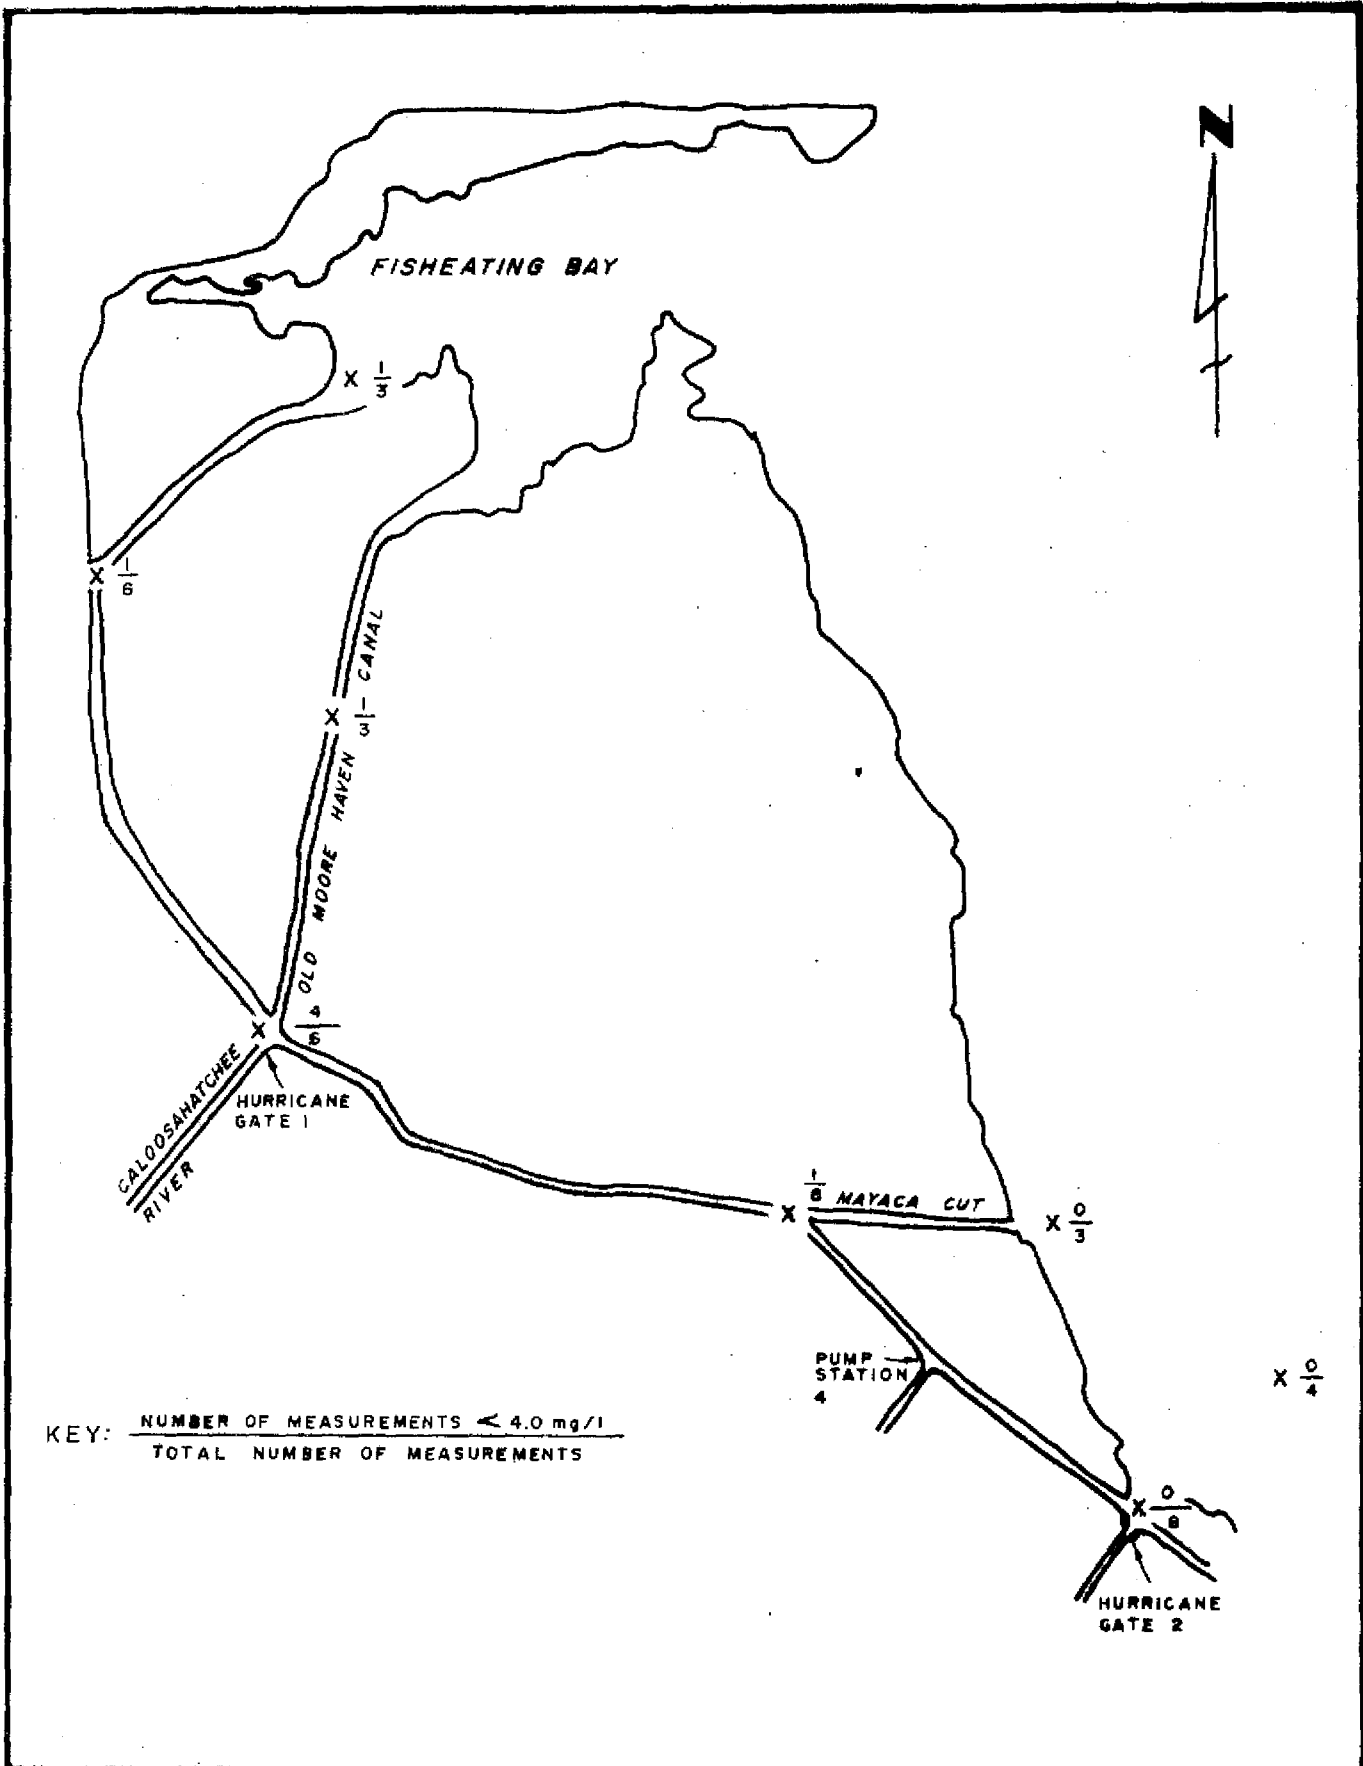 N
FISHEATING BAY
X 1/3
X 1/6
X 1/3
OLD MOORE HAVEN CANAL
X 4/6
CALOOSAHATCHEE
RIVER
HURRICANE
GATE 1
1
X
MAYACA CUT
X 0/3
PUMP
STATION
4
X 0/4
KEY: NUMBER OF MEASUREMENTS < 4.0 mg/l
TOTAL NUMBER OF MEASUREMENTS
X 0
HURRICANE
GATE 2